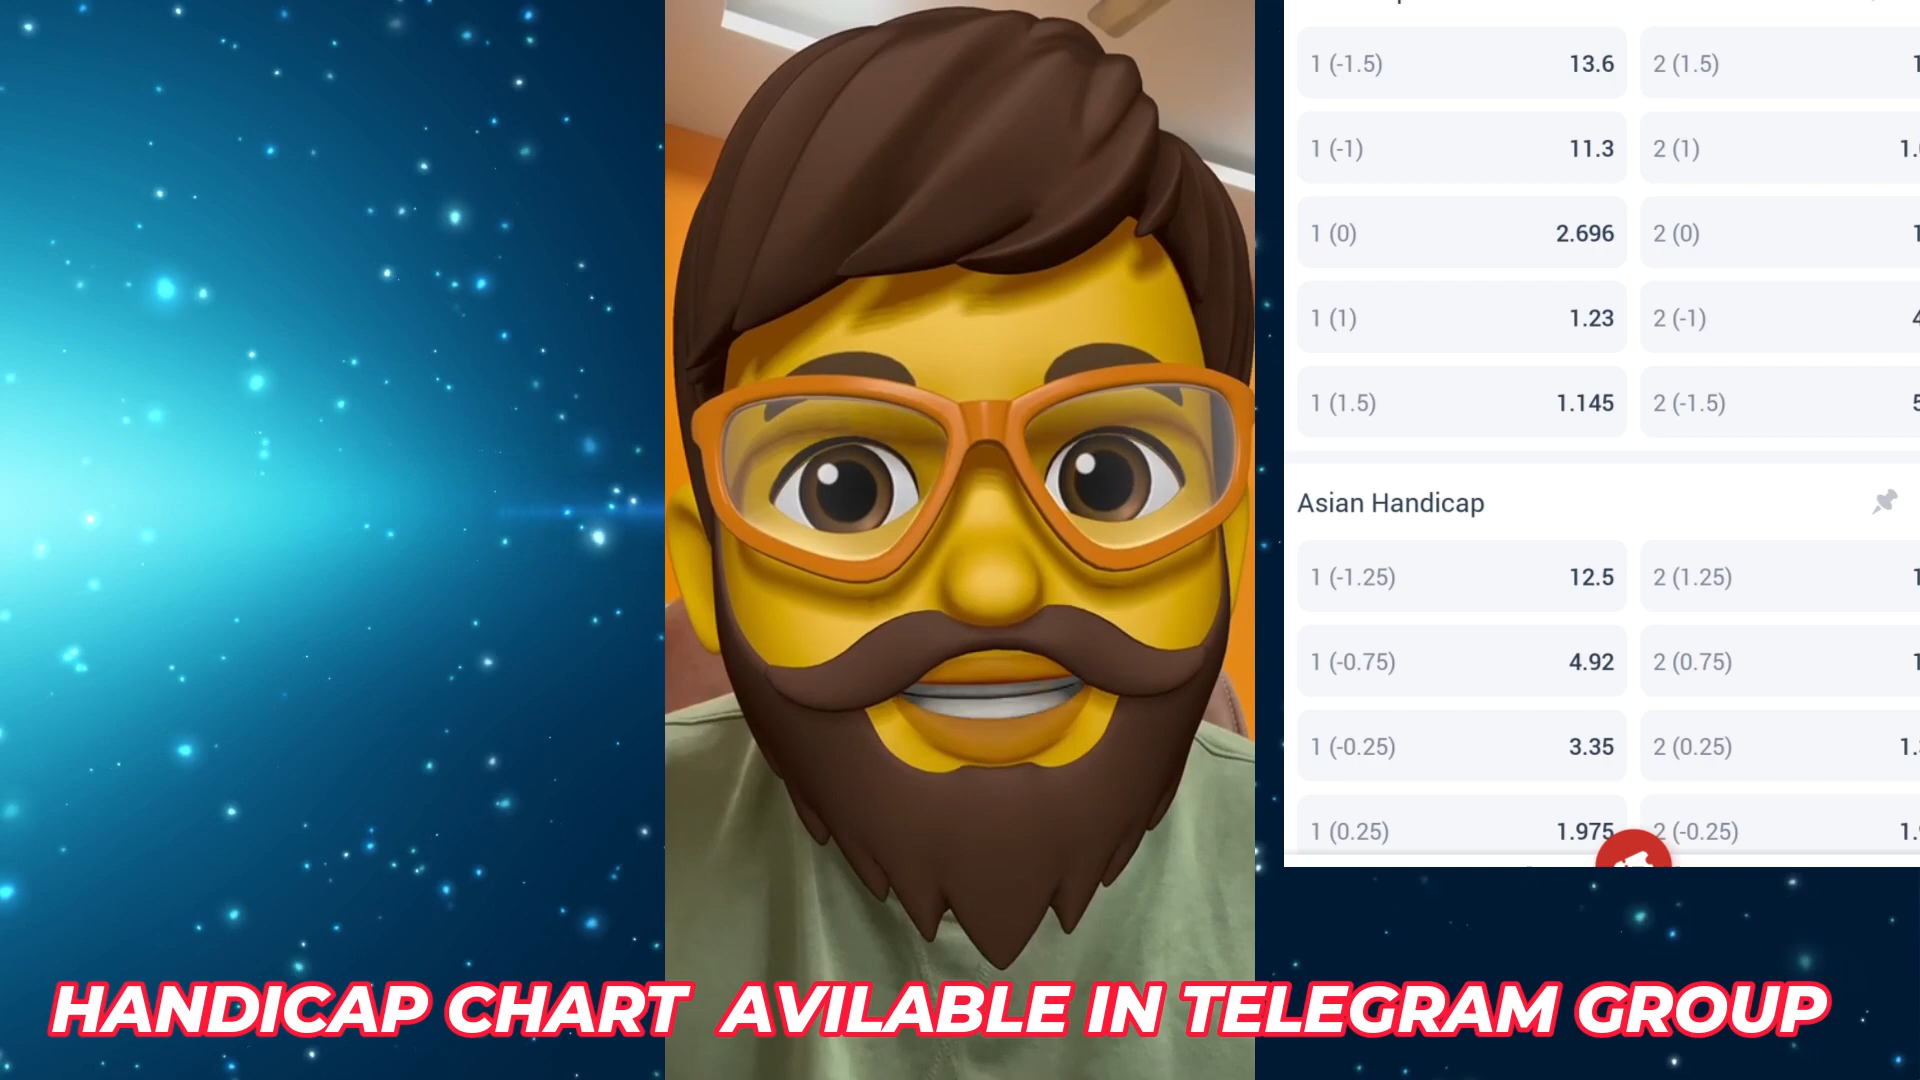 1 (-1.5) 13.6 2 (1.5)
1 (-1) 11.3 2 (1)
1 (0) 2.696 2 (0)
1 (1) 1.23 2 (-1)
1 (1.5) 1.145 2 (-1.5)
Asian Handicap
1 (-1.25) 12.5 2 (1.25)
1 (-0.75) 4.92 2 (0.75)
1 (-0.25) 3.35 2 (0.25)
1 (0.25) 1.975 2 (-0.25)
HANDICAP CHART AVILABLE IN TELEGRAM GROUP